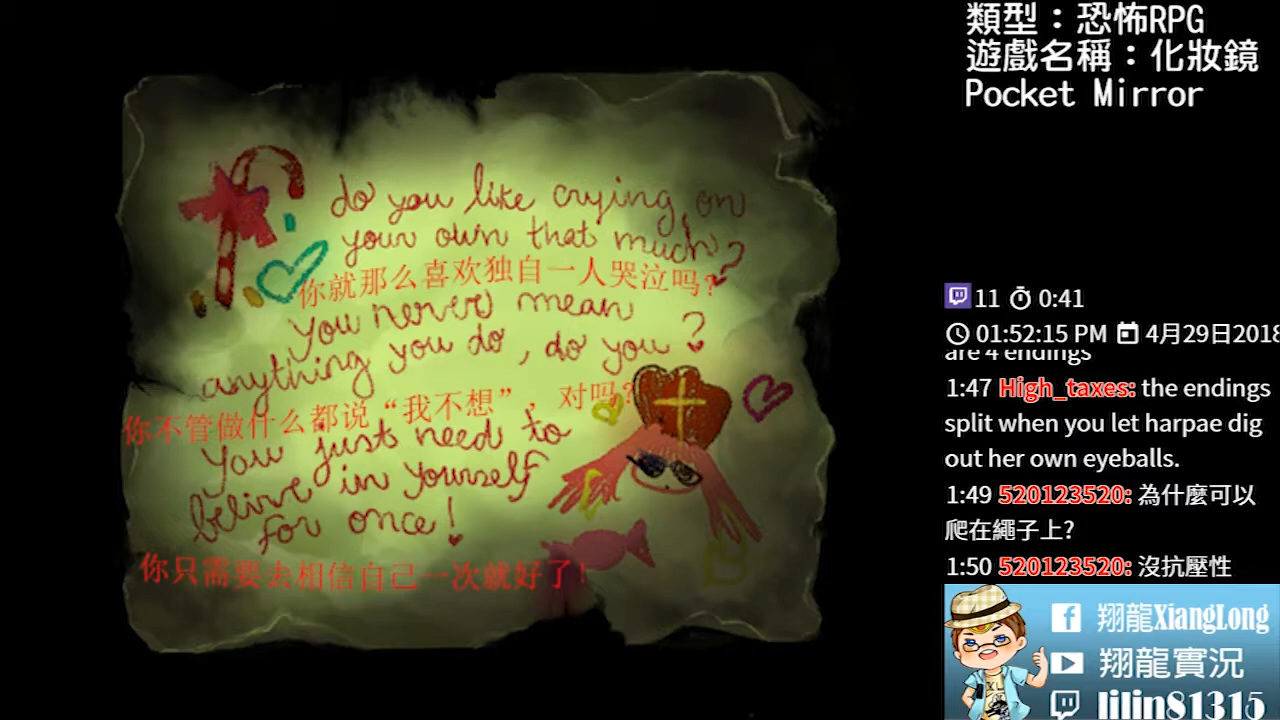 類型：恐怖RPG
遊戲名稱：化妝鏡
Pocket Mirror
do you like crying on
your own that much?
你就那么喜欢独自一人哭泣吗?
You never mean
anything you do, do you?
你不管做什么都说“我不想”，对吗?
You just need to
belive in yourself
for once!
你只需要去相信自己一次就好了!
11 0:41
01:52:15 PM 4月29日2018
are 4 endings
1:47 High_taxes: the endings
split when you let harpae dig
out her own eyeballs.
1:49 520123520: 為什麼可以
爬在繩子上?
1:50 520123520: 沒抗壓性
翔龍XiangLong
翔龍實況
lilin81315